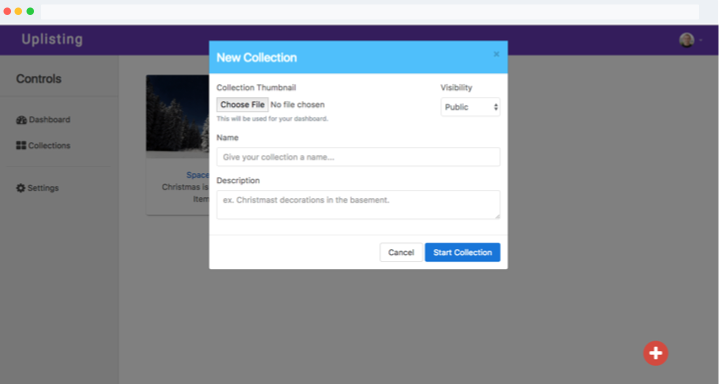 Uplisting
Controls
Dashboard
Collections
Settings
Space
Christmas is
Item
New Collection
×
Collection Thumbnail
Choose File No file chosen
This will be used for your dashboard.
Visibility
Public
Name
Give your collection a name...
Description
ex. Christmast decorations in the basement.
Cancel
Start Collection